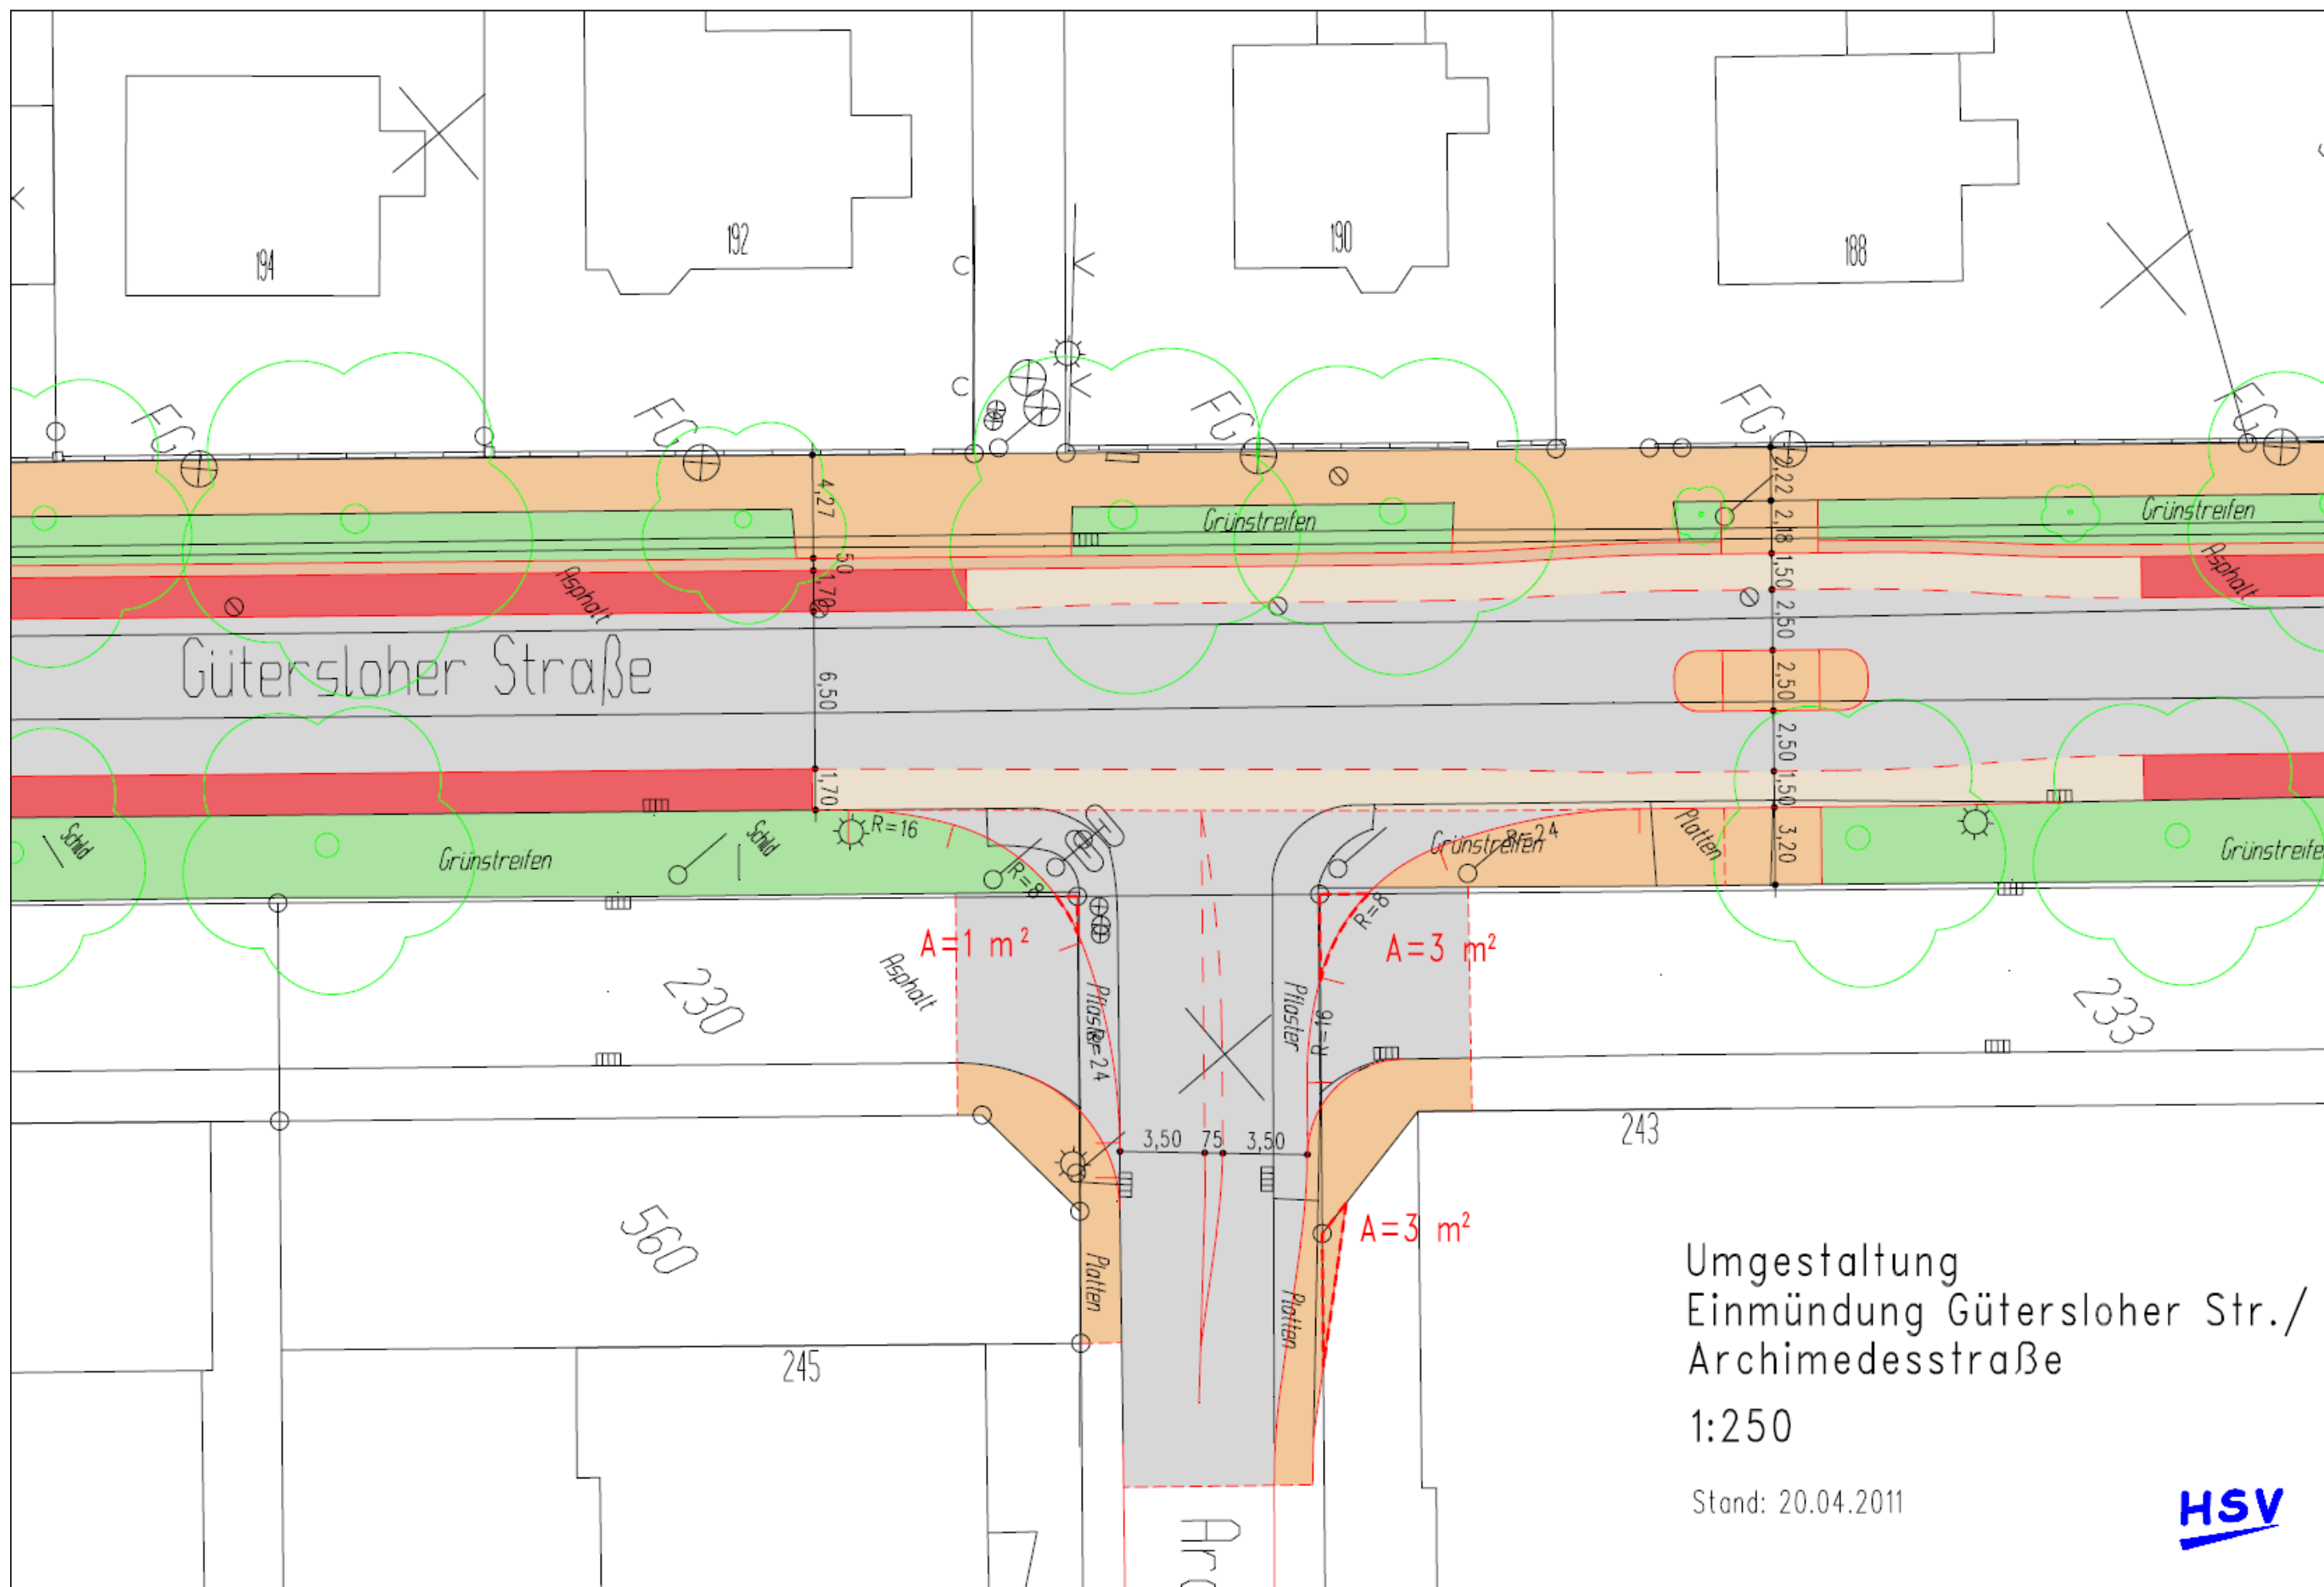 194
192
190
188
FG
FG
FG
FG
FG
4,27
50
1,70
6,50
1,70
2,22
2,18
1,50
2,50
2,50
2,50
1,50
3,20
Grünstreifen
Grünstreifen
Asphalt
Asphalt
Gütersloher Straße
Schild
Schild
Grünstreifen
R=16
R=8
Grünstreifen
R=24
Platten
Grünstreife
R=8
A=1 m²
A=3 m²
Asphalt
230
Pflaster
R=24
Pflaster
R=16
233
3,50 75 3,50
243
560
A=3 m²
Platten
Platten
245
Umgestaltung
Einmündung Gütersloher Str./
Archimedesstraße
1:250
Stand: 20.04.2011
HSV
Arc